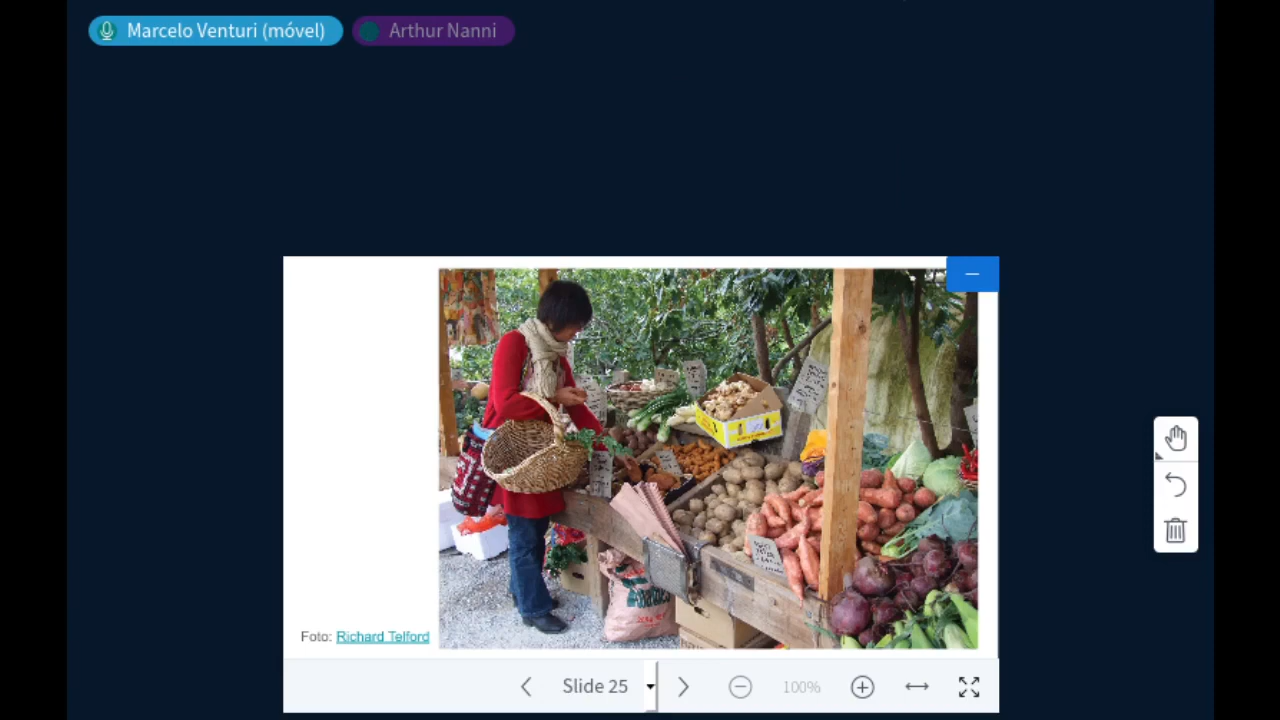 Marcelo Venturi (móvel)
Arthur Nanni
Foto: Richard Telford
Slide 25
100%